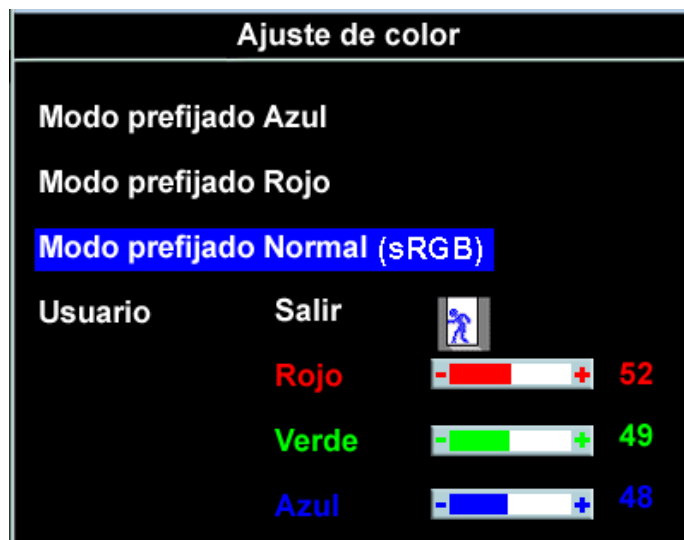 Ajuste de color
Modo prefijado Azul
Modo prefijado Rojo
Modo prefijado Normal (sRGB)
Usuario Salir
Rojo - + 52
Verde - + 49
Azul - + 48